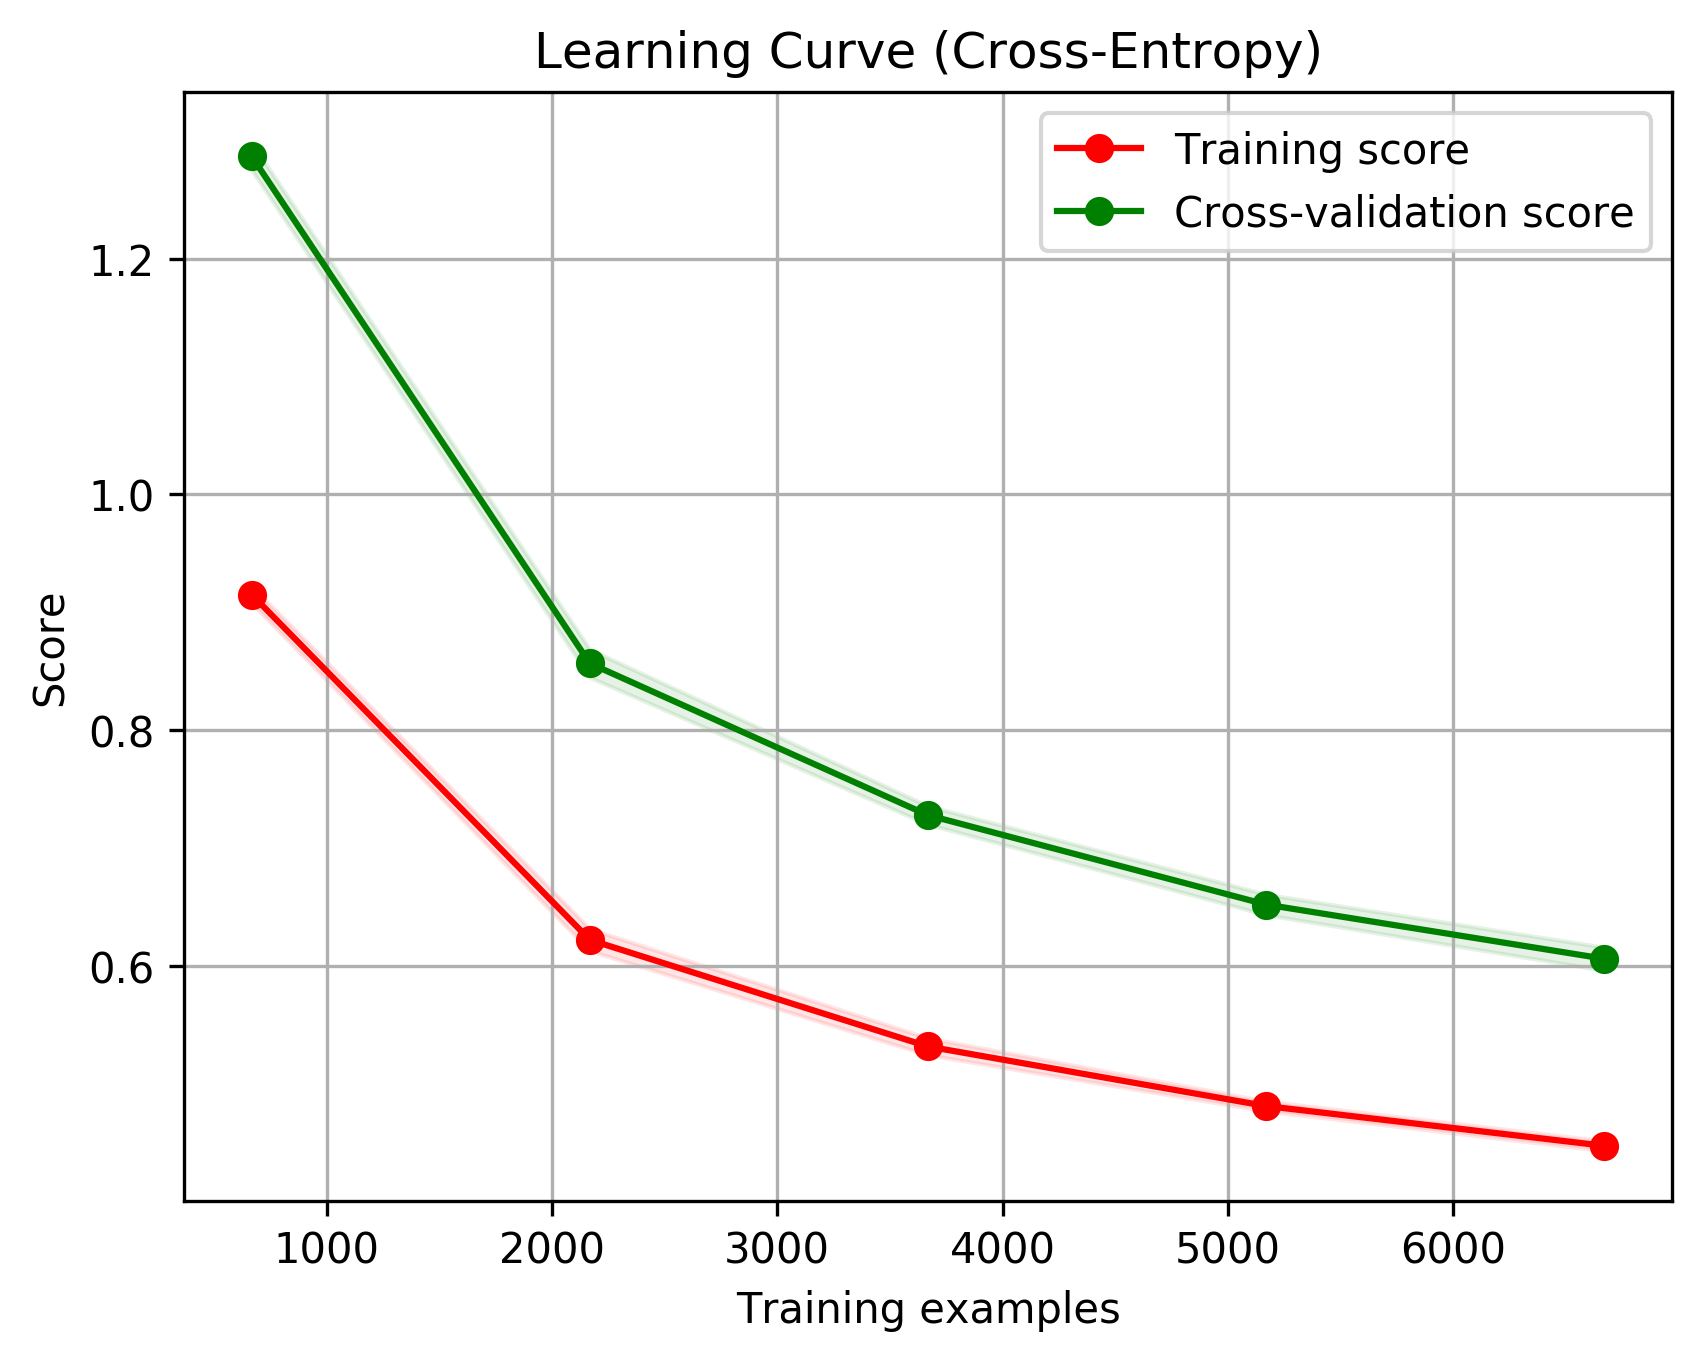 Learning Curve (Cross-Entropy)
Training score
Cross-validation score
1.2
1.0
0.8
0.6
Score
1000 2000 3000 4000 5000 6000
Training examples